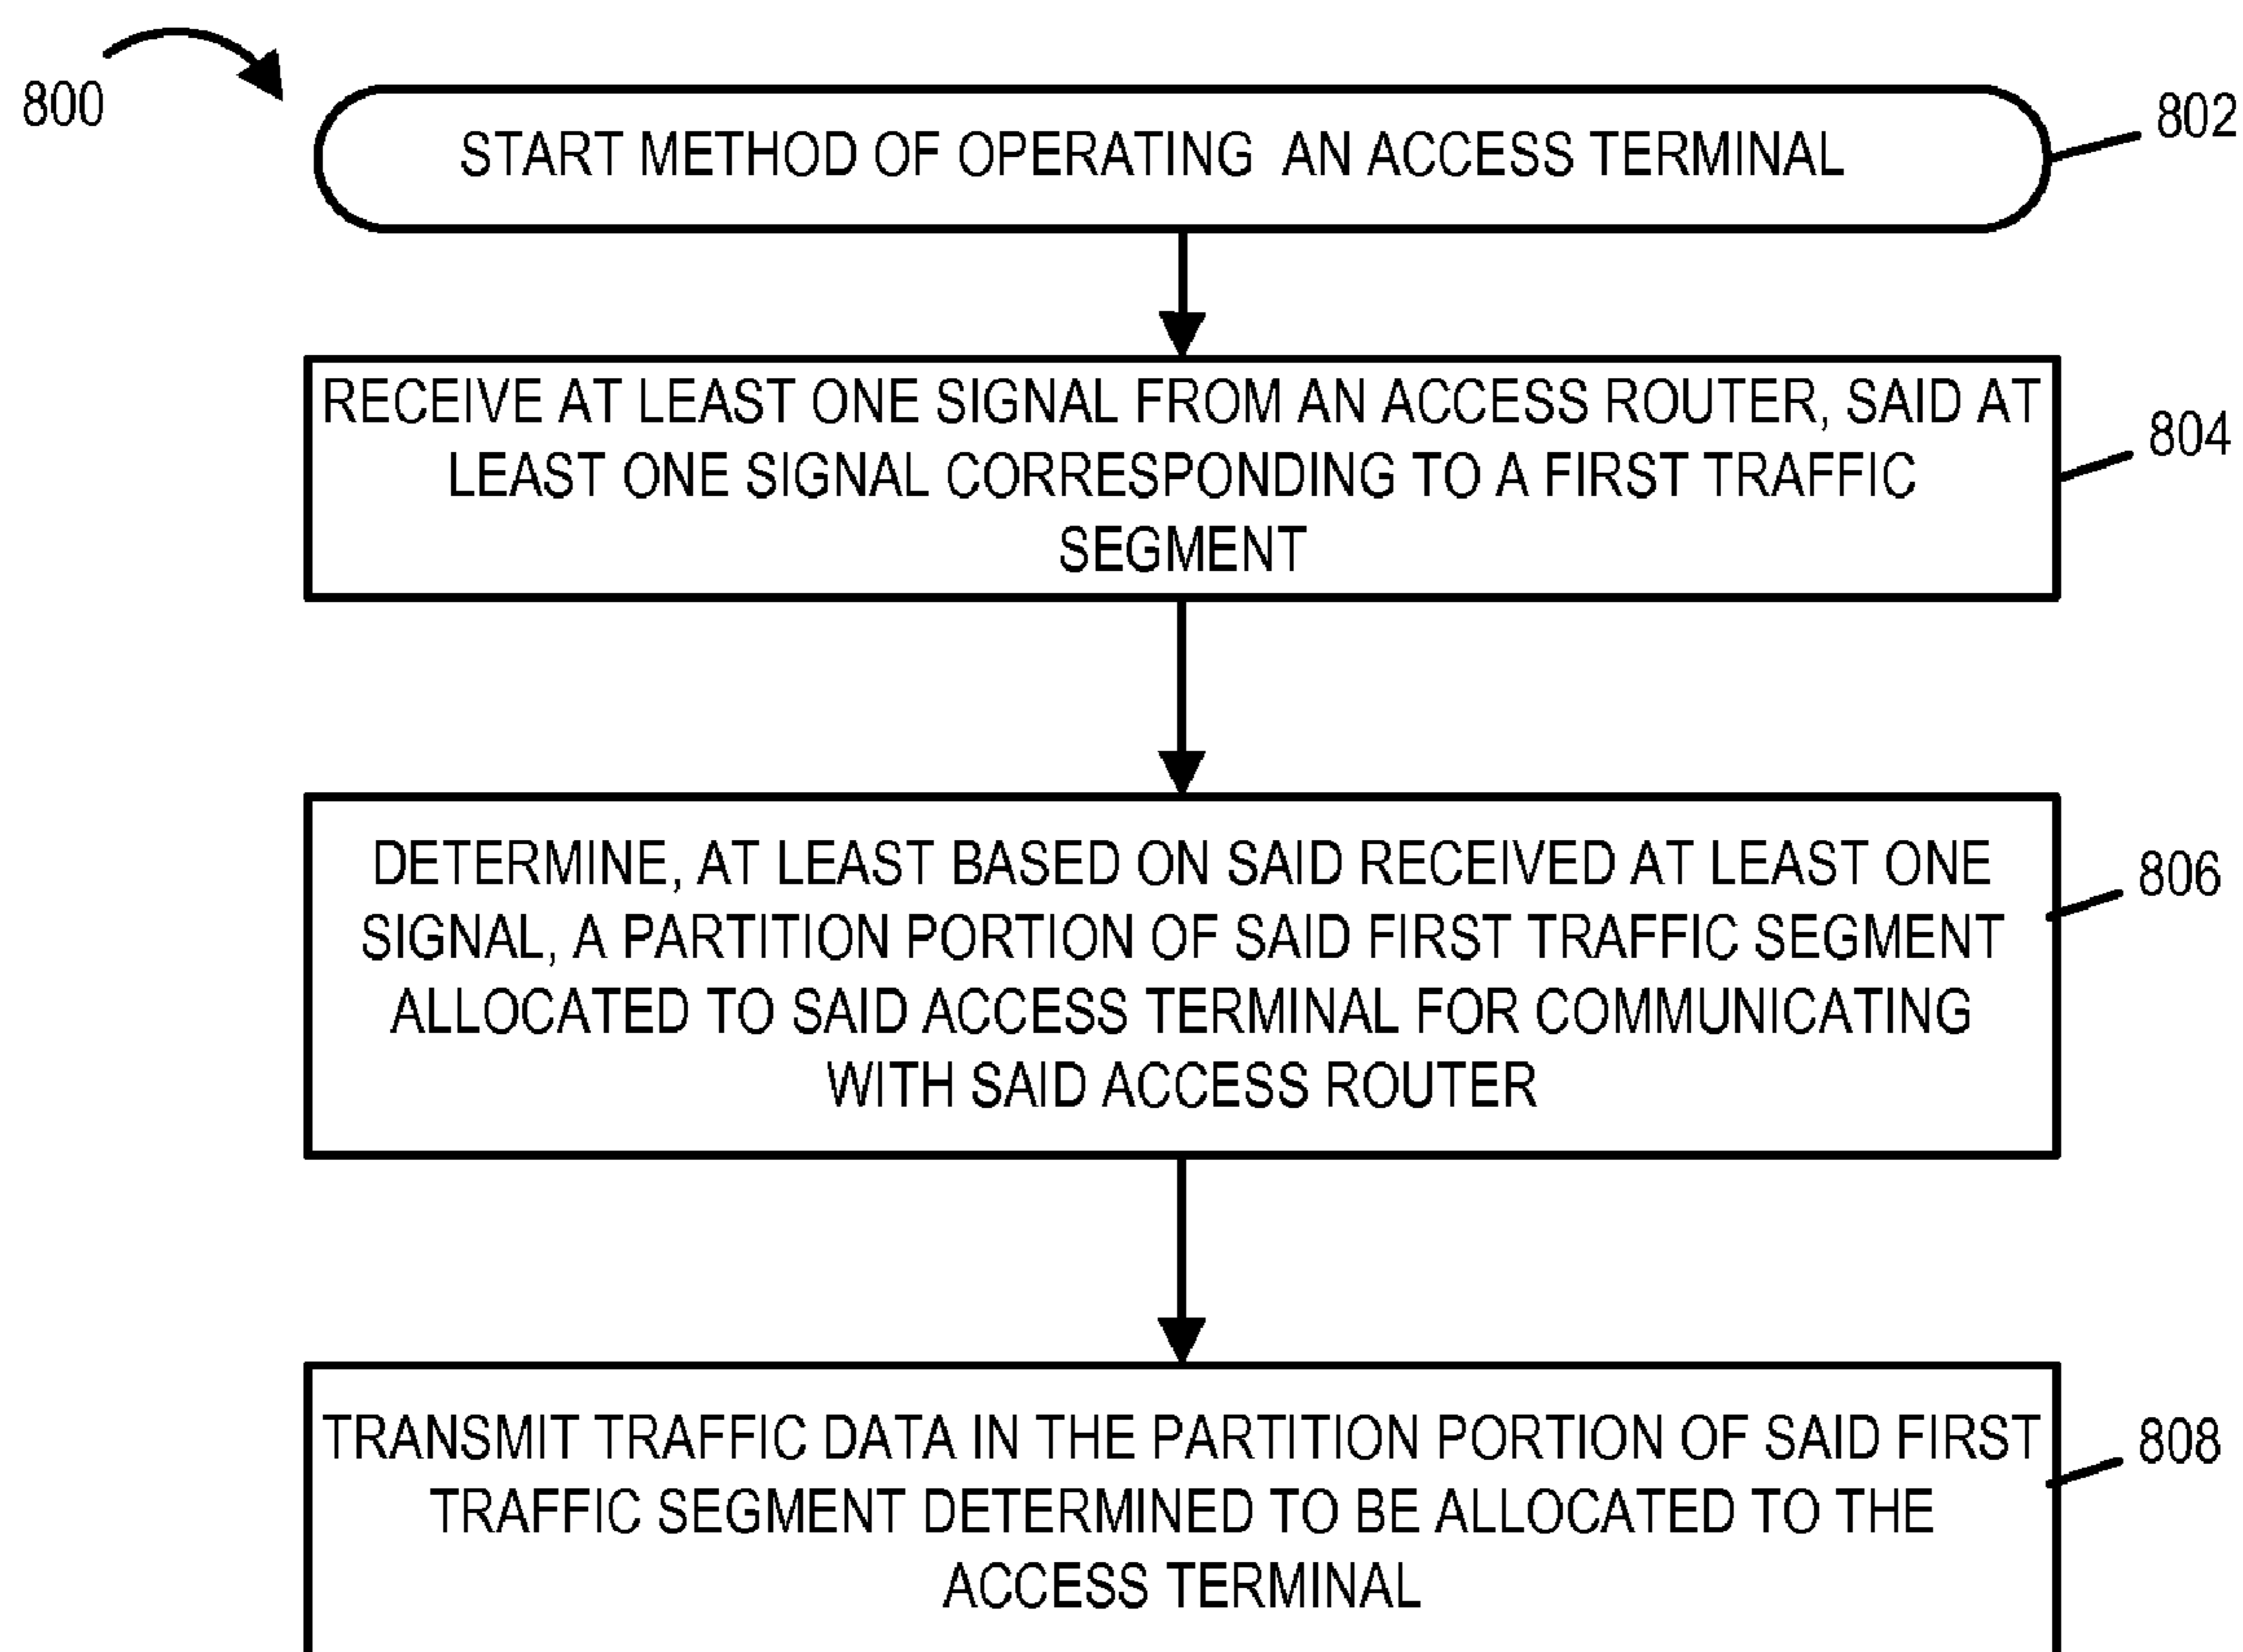 800
START METHOD OF OPERATING AN ACCESS TERMINAL
802
RECEIVE AT LEAST ONE SIGNAL FROM AN ACCESS ROUTER, SAID AT
LEAST ONE SIGNAL CORRESPONDING TO A FIRST TRAFFIC
SEGMENT
804
DETERMINE, AT LEAST BASED ON SAID RECEIVED AT LEAST ONE
SIGNAL, A PARTITION PORTION OF SAID FIRST TRAFFIC SEGMENT
ALLOCATED TO SAID ACCESS TERMINAL FOR COMMUNICATING
WITH SAID ACCESS ROUTER
806
TRANSMIT TRAFFIC DATA IN THE PARTITION PORTION OF SAID FIRST
TRAFFIC SEGMENT DETERMINED TO BE ALLOCATED TO THE
ACCESS TERMINAL
808